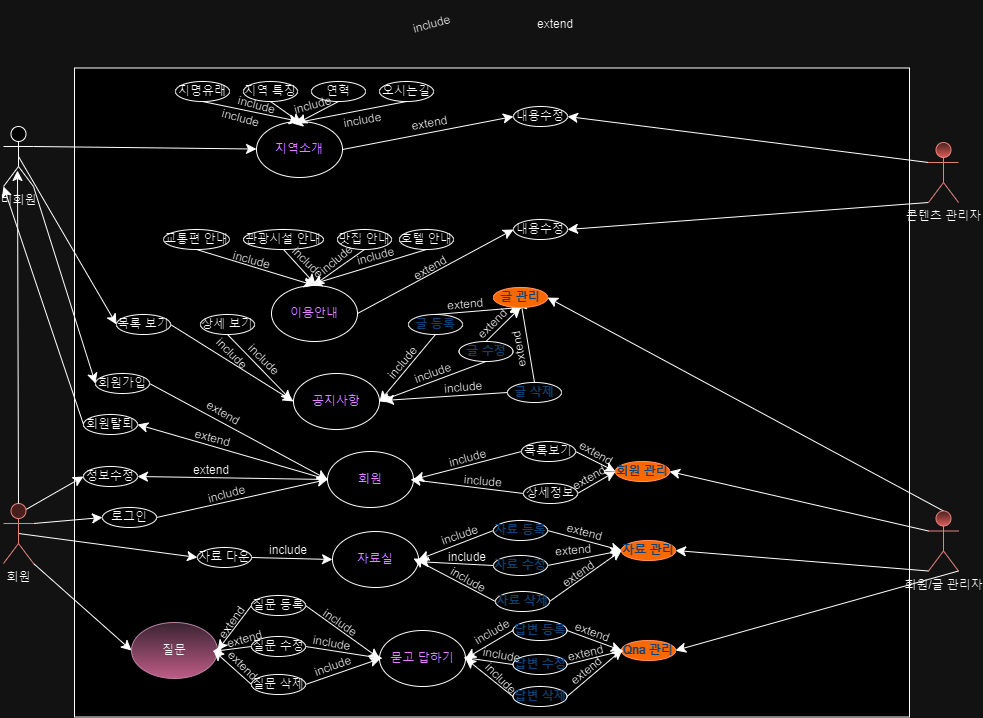 include
extend
지명유래
지역 특징
연혁
오시는길
include
include
include
include
지역소개
extend
내용수정
비회원
콘텐츠 관리자
교통편 안내
관광시설 안내
맛집 안내
호텔 안내
include
include
include
include
이용안내
extend
내용수정
목록 보기
상세 보기
include
include
글 등록
글 수정
글 삭제
extend
extend
extend
글 관리
include
include
include
공지사항
회원가입
extend
회원탈퇴
extend
정보수정
extend
로그인
include
회원
include
include
목록보기
상세정보
extend
extend
회원 관리
회원
자료 다운
include
자료실
include
include
include
자료 등록
자료 수정
자료 삭제
extend
extend
extend
자료 관리
회원/글 관리자
질문
extend
extend
extend
질문 등록
질문 수정
질문 삭제
include
include
include
묻고 답하기
include
include
include
답변 등록
답변 수정
답변 삭제
extend
extend
extend
Qna 관리